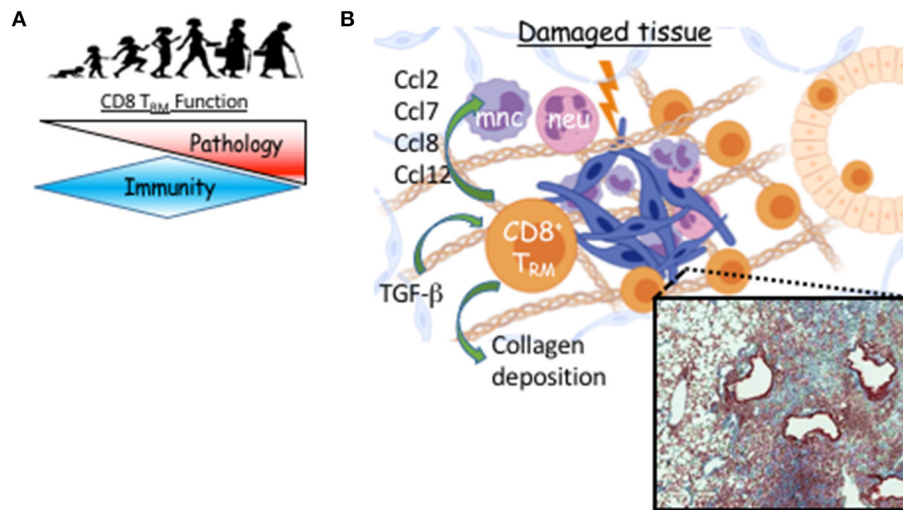 A
CD8 TRM Function
Pathology
Immunity
B
Damaged tissue
Ccl2
Ccl7
Ccl8
Ccl12
mnc
neu
CD8+
TRM
TGF-β
Collagen
deposition